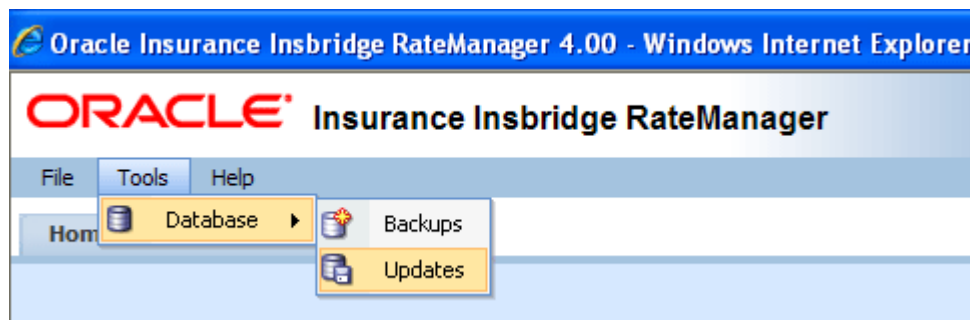 Oracle Insurance Insbridge RateManager 4.00 - Windows Internet Explorer
ORACLE Insurance Insbridge RateManager
File Tools Help
Hom Database Backups
Updates